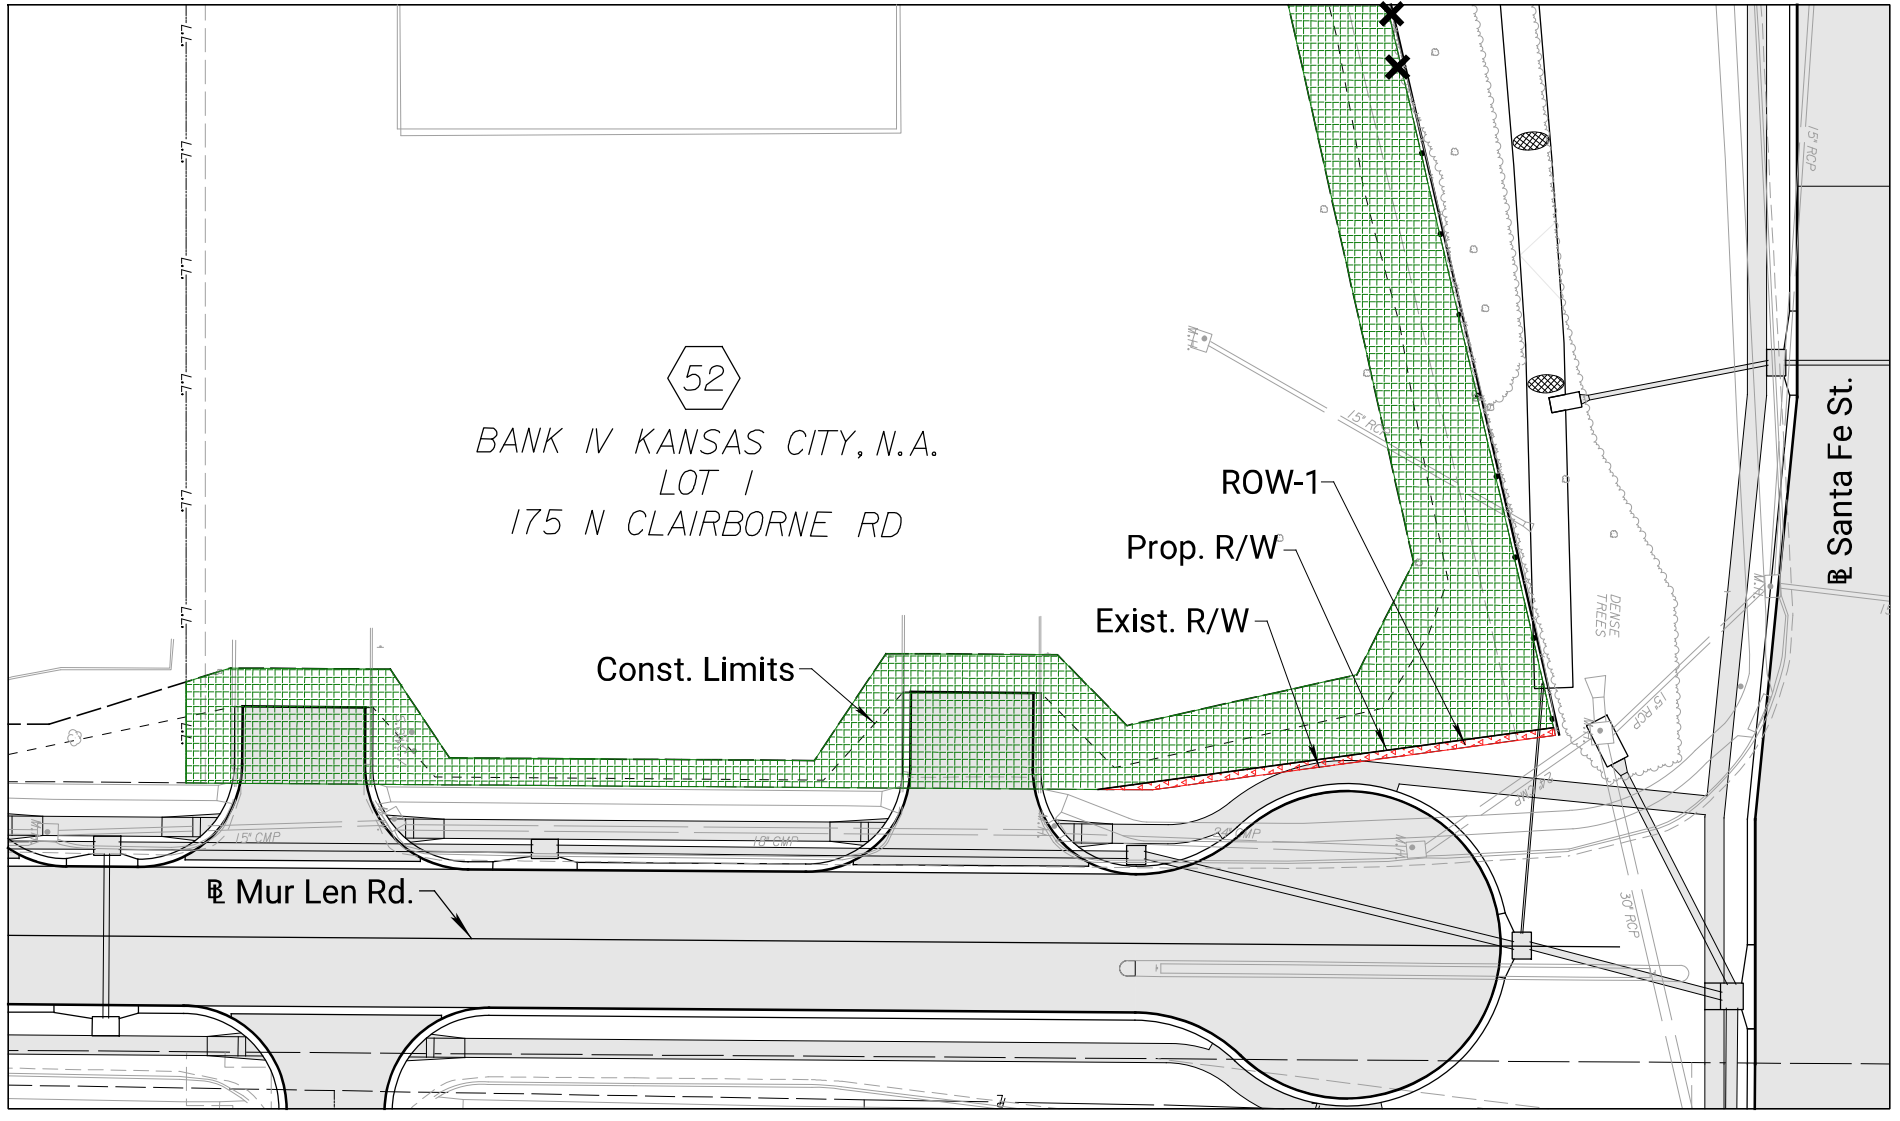 52
BANK IV KANSAS CITY, N.A.
LOT 1
175 N CLAIRBORNE RD
ROW-1
Prop. R/W
Exist. R/W
Const. Limits
℄ Mur Len Rd.
℄ Santa Fe St.
15" RCP
15" RCP
DENSE
TREES
15" RCP
24" CMP
15" CMP
18" CMP
24" CMP
30" RCP
M.H.
M.H.
M.H.
M.H.